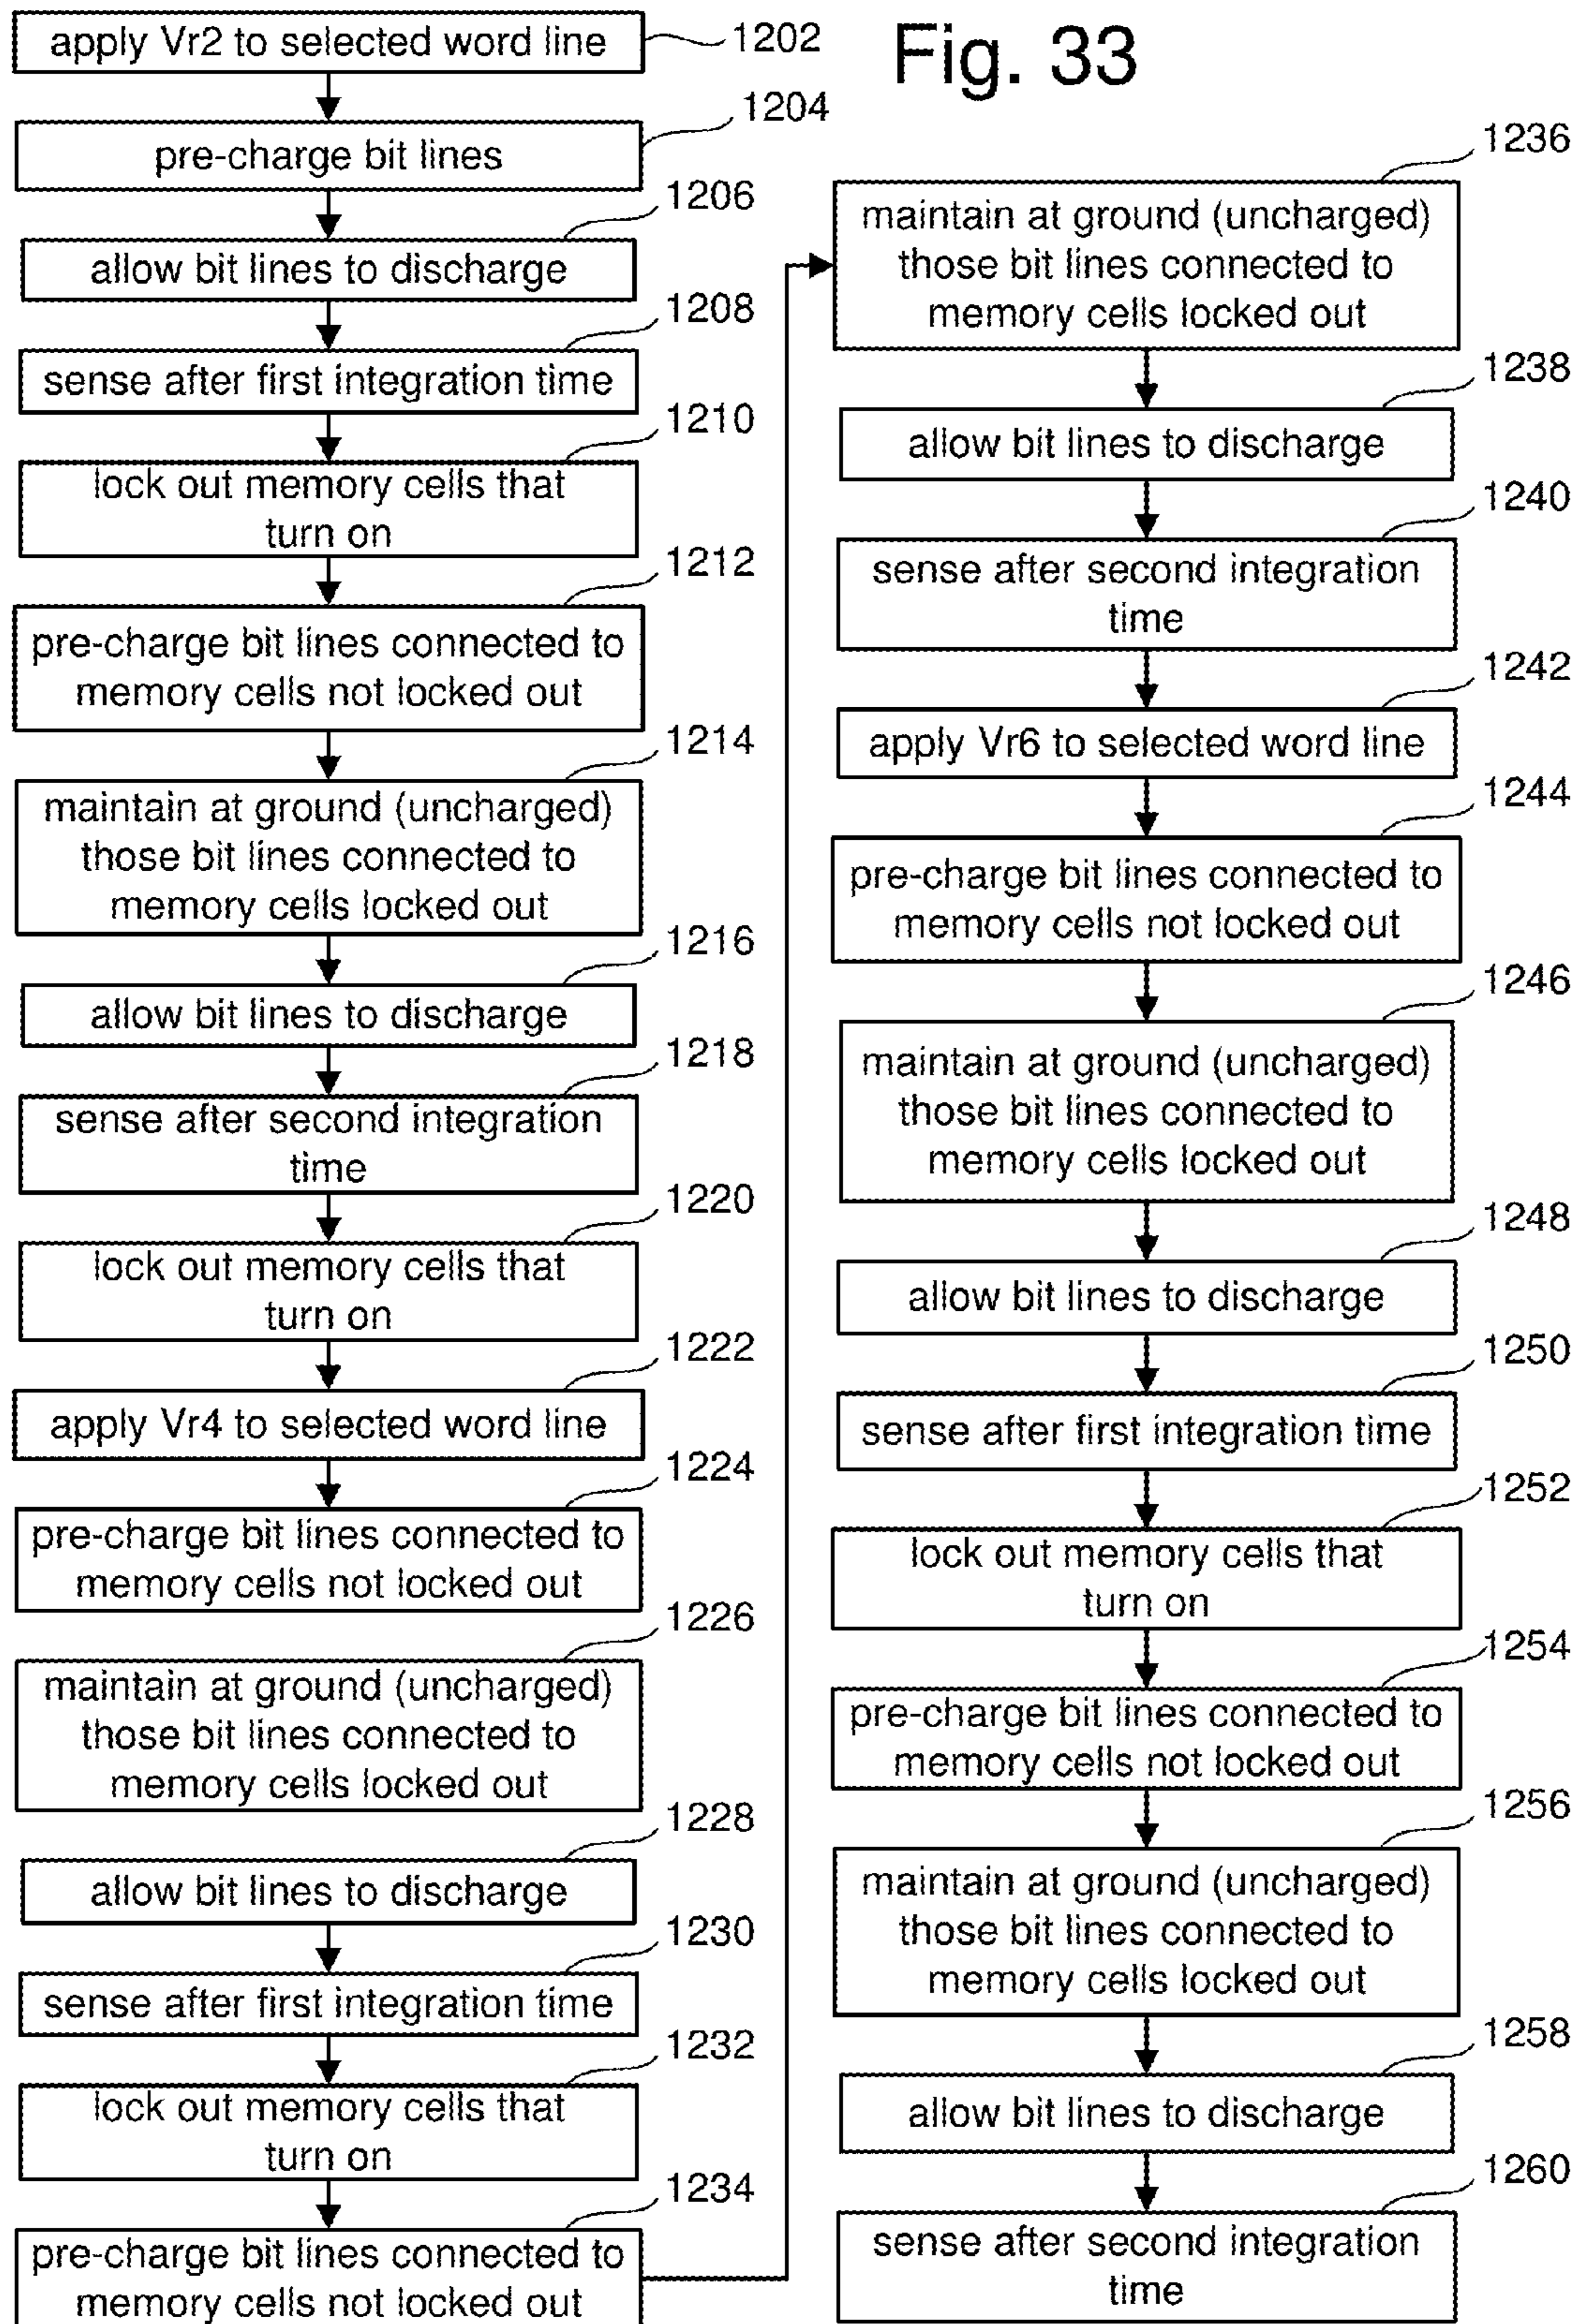 Fig. 33
apply Vr2 to selected word line
1202
1204
pre-charge bit lines
1206
allow bit lines to discharge
1208
sense after first integration time
1210
lock out memory cells that
turn on
1212
pre-charge bit lines connected to
memory cells not locked out
1214
maintain at ground (uncharged)
those bit lines connected to
memory cells locked out
1216
allow bit lines to discharge
1218
sense after second integration
time
1220
lock out memory cells that
turn on
1222
apply Vr4 to selected word line
1224
pre-charge bit lines connected to
memory cells not locked out
1226
maintain at ground (uncharged)
those bit lines connected to
memory cells locked out
1228
allow bit lines to discharge
1230
sense after first integration time
1232
lock out memory cells that
turn on
1234
pre-charge bit lines connected to
memory cells not locked out
1236
maintain at ground (uncharged)
those bit lines connected to
memory cells locked out
1238
allow bit lines to discharge
1240
sense after second integration
time
1242
apply Vr6 to selected word line
1244
pre-charge bit lines connected to
memory cells not locked out
1246
maintain at ground (uncharged)
those bit lines connected to
memory cells locked out
1248
allow bit lines to discharge
1250
sense after first integration time
1252
lock out memory cells that
turn on
1254
pre-charge bit lines connected to
memory cells not locked out
1256
maintain at ground (uncharged)
those bit lines connected to
memory cells locked out
1258
allow bit lines to discharge
1260
sense after second integration
time